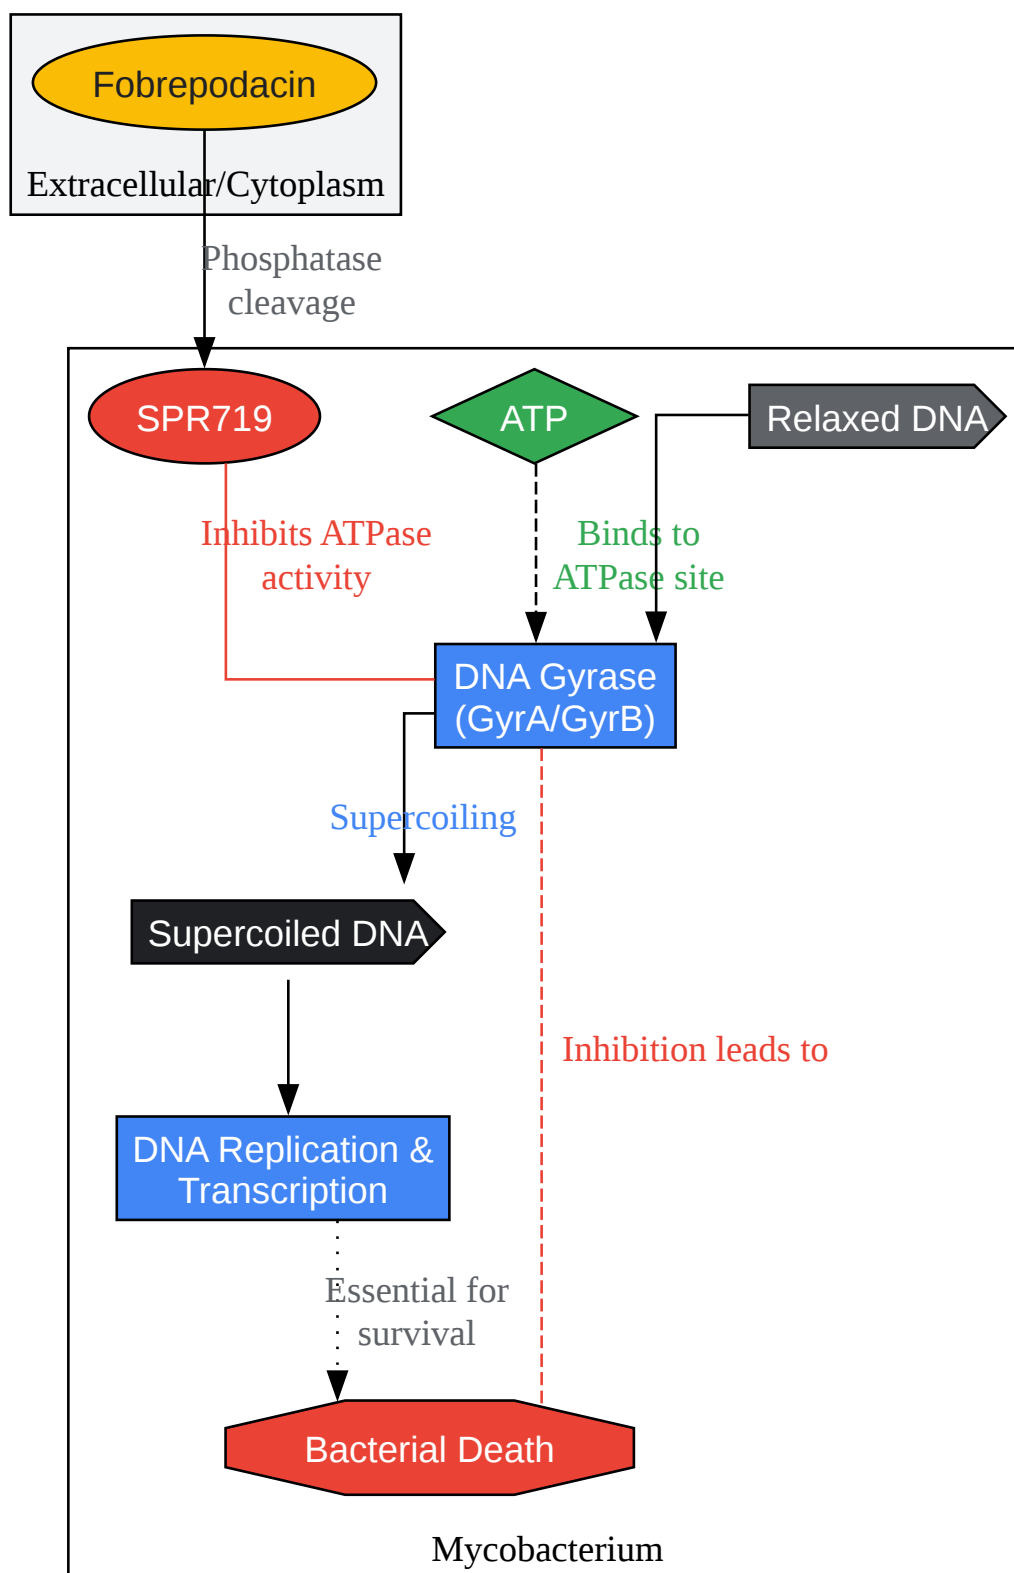 Fobrepodacin
Extracellular/Cytoplasm
Phosphatase
cleavage
SPR719
ATP
Relaxed DNA
Inhibits ATPase
activity
Binds to
ATPase site
DNA Gyrase
(GyrA/GyrB)
Supercoiling
Supercoiled DNA
Inhibition leads to
DNA Replication &
Transcription
Essential for
survival
Bacterial Death
Mycobacterium